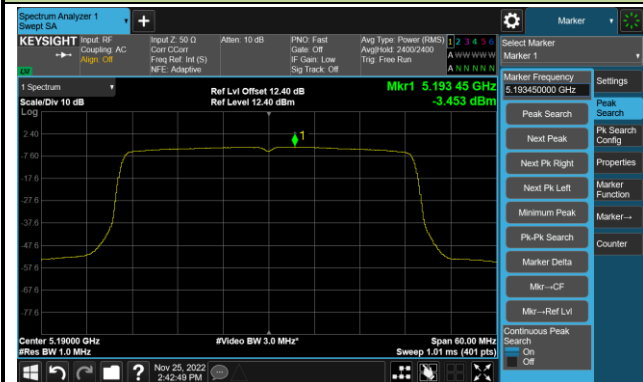 Spectrum Analyzer 1
Swept SA
+
Marker
KEYSIGHT
Input: RF
Coupling: AC
Align: Off
Input Z: 50 Ω
Corr CCorr
Freq Ref: Int (S)
NFE: Adaptive
Atten: 10 dB
PNO: Fast
Gate: Off
IF Gain: Low
Sig Track: Off
Avg Type: Power (RMS)
Avg|Hold: 2400/2400
Trig: Free Run
1 2 3 4 5 6
A W W W W W
A N N N N N
Select Marker
Marker 1
LW
1 Spectrum
Scale/Div 10 dB
Log
Ref Lvl Offset 12.40 dB
Ref Level 12.40 dBm
Mkr1 5.193 45 GHz
-3.453 dBm
1
2.40
-7.60
-17.6
-27.6
-37.6
-47.6
-57.6
-67.6
-77.6
Center 5.19000 GHz
#Res BW 1.0 MHz
#Video BW 3.0 MHz*
Span 60.00 MHz
Sweep 1.01 ms (401 pts)
Marker Frequency
5.193450000 GHz
Peak Search
Next Peak
Next Pk Right
Next Pk Left
Minimum Peak
Pk-Pk Search
Marker Delta
Mkr→CF
Mkr→Ref Lvl
Continuous Peak
Search
On
Off
Settings
Peak
Search
Pk Search
Config
Properties
Marker
Function
Marker→
Counter
?
Nov 25, 2022
2:42:49 PM